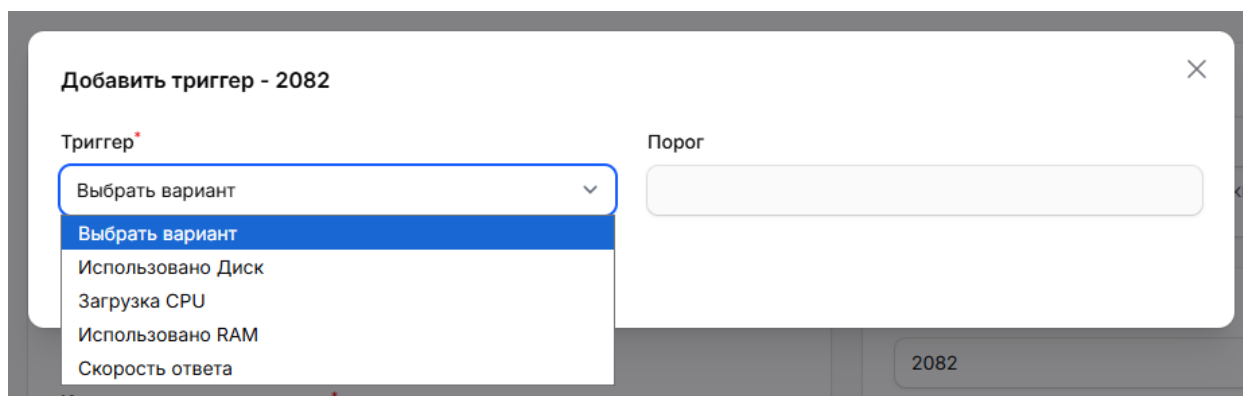 Добавить триггер - 2082
Триггер* Порог
Выбрать вариант
Выбрать вариант
Использовано Диск
Загрузка CPU
Использовано RAM
Скорость ответа
2082